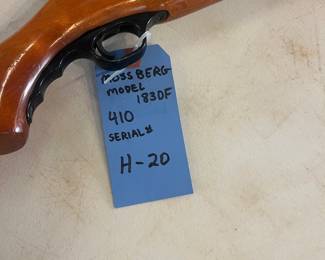 MOSSBERG
MODEL
183DF
410
SERIAL#
H-20